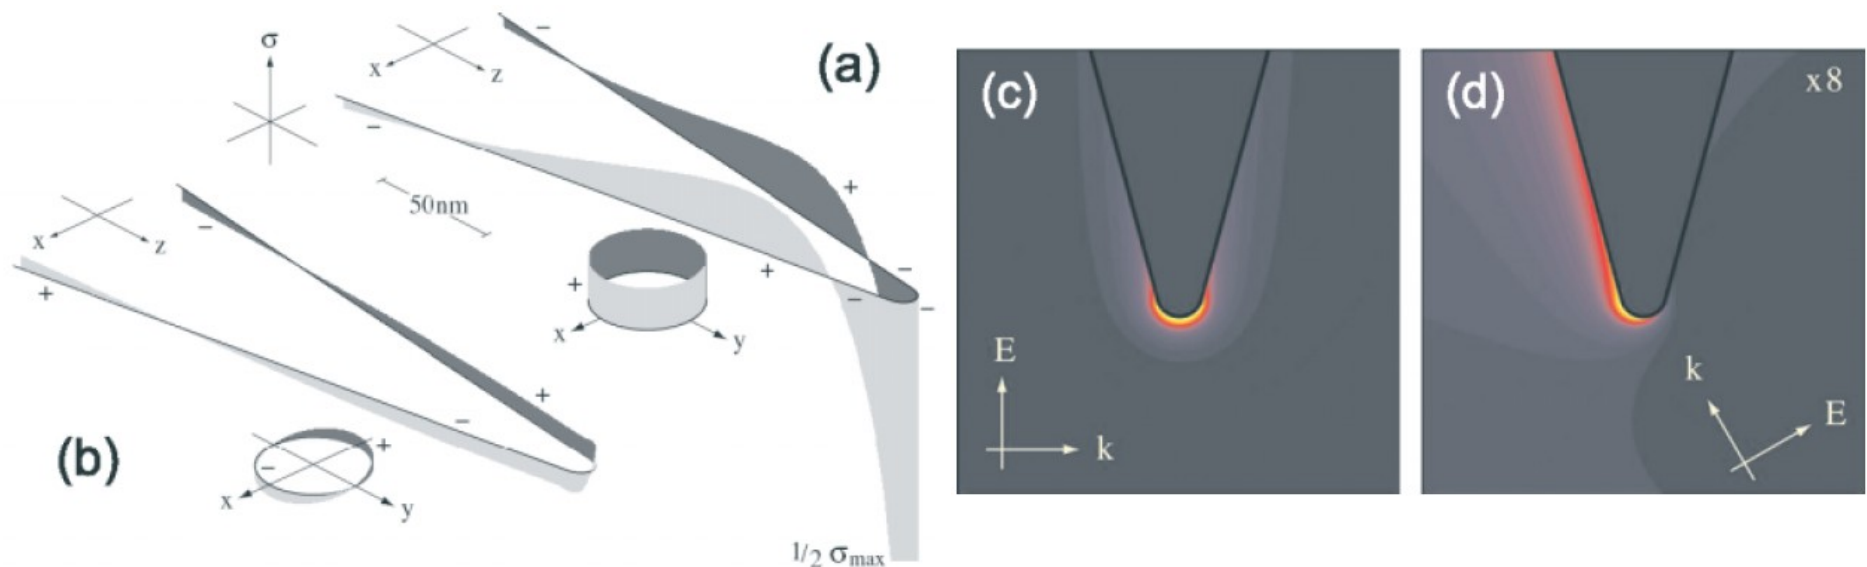 (a)
σ
x
z
−
−
+
50nm
+
−
−
−
+
x
y
1/2 σmax
(b)
x
z
−
+
+
−
+
−
x
y
(c)
E
k
(d)
x8
k
E